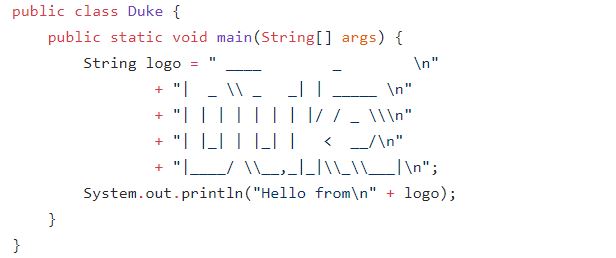 public class Duke {
    public static void main(String[] args) {
        String logo = " ____        _        \n"
                + "|  _ \\ _   _| | _____ \n"
                + "| | | | | | | |/ / _ \\\n"
                + "| |_| | |_| |   <  __/\n"
                + "|____/ \\__,_|_|\\_\\___|\n";
        System.out.println("Hello from\n" + logo);
    }
}